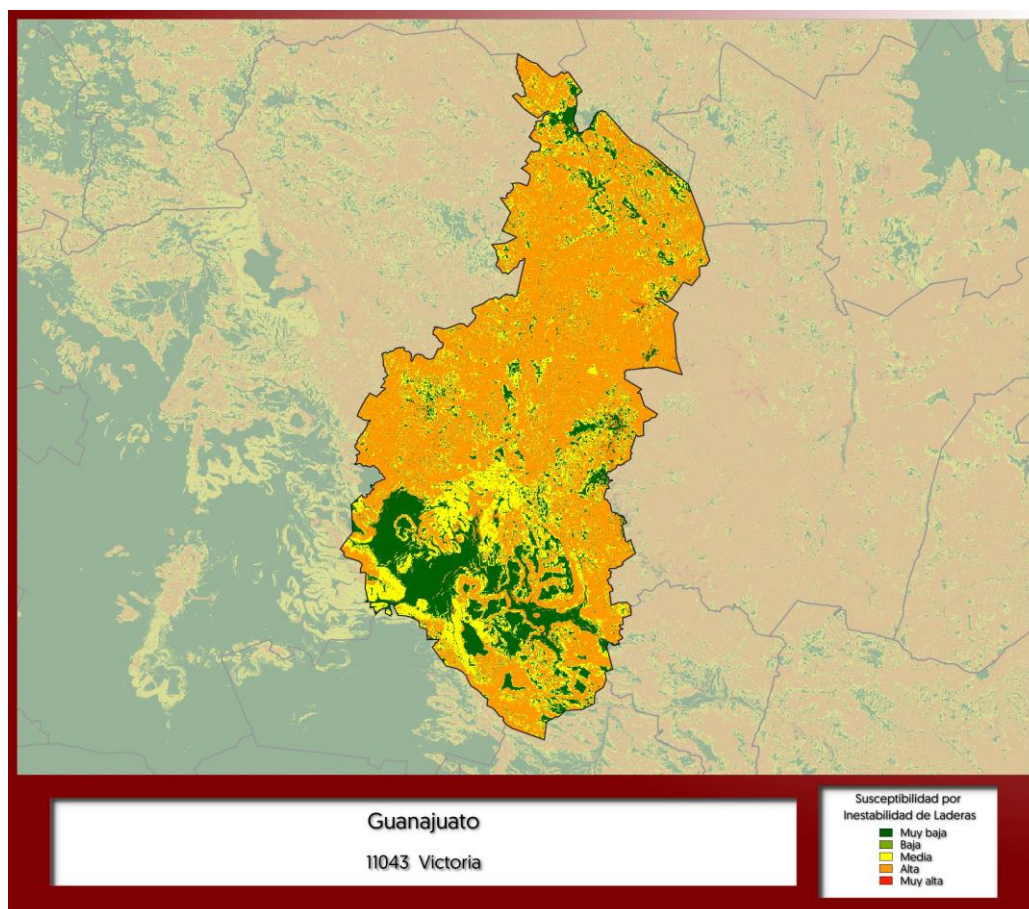 Guanajuato
11043 Victoria
Susceptibilidad por
Inestabilidad de Laderas
Muy baja
Baja
Media
Alta
Muy alta